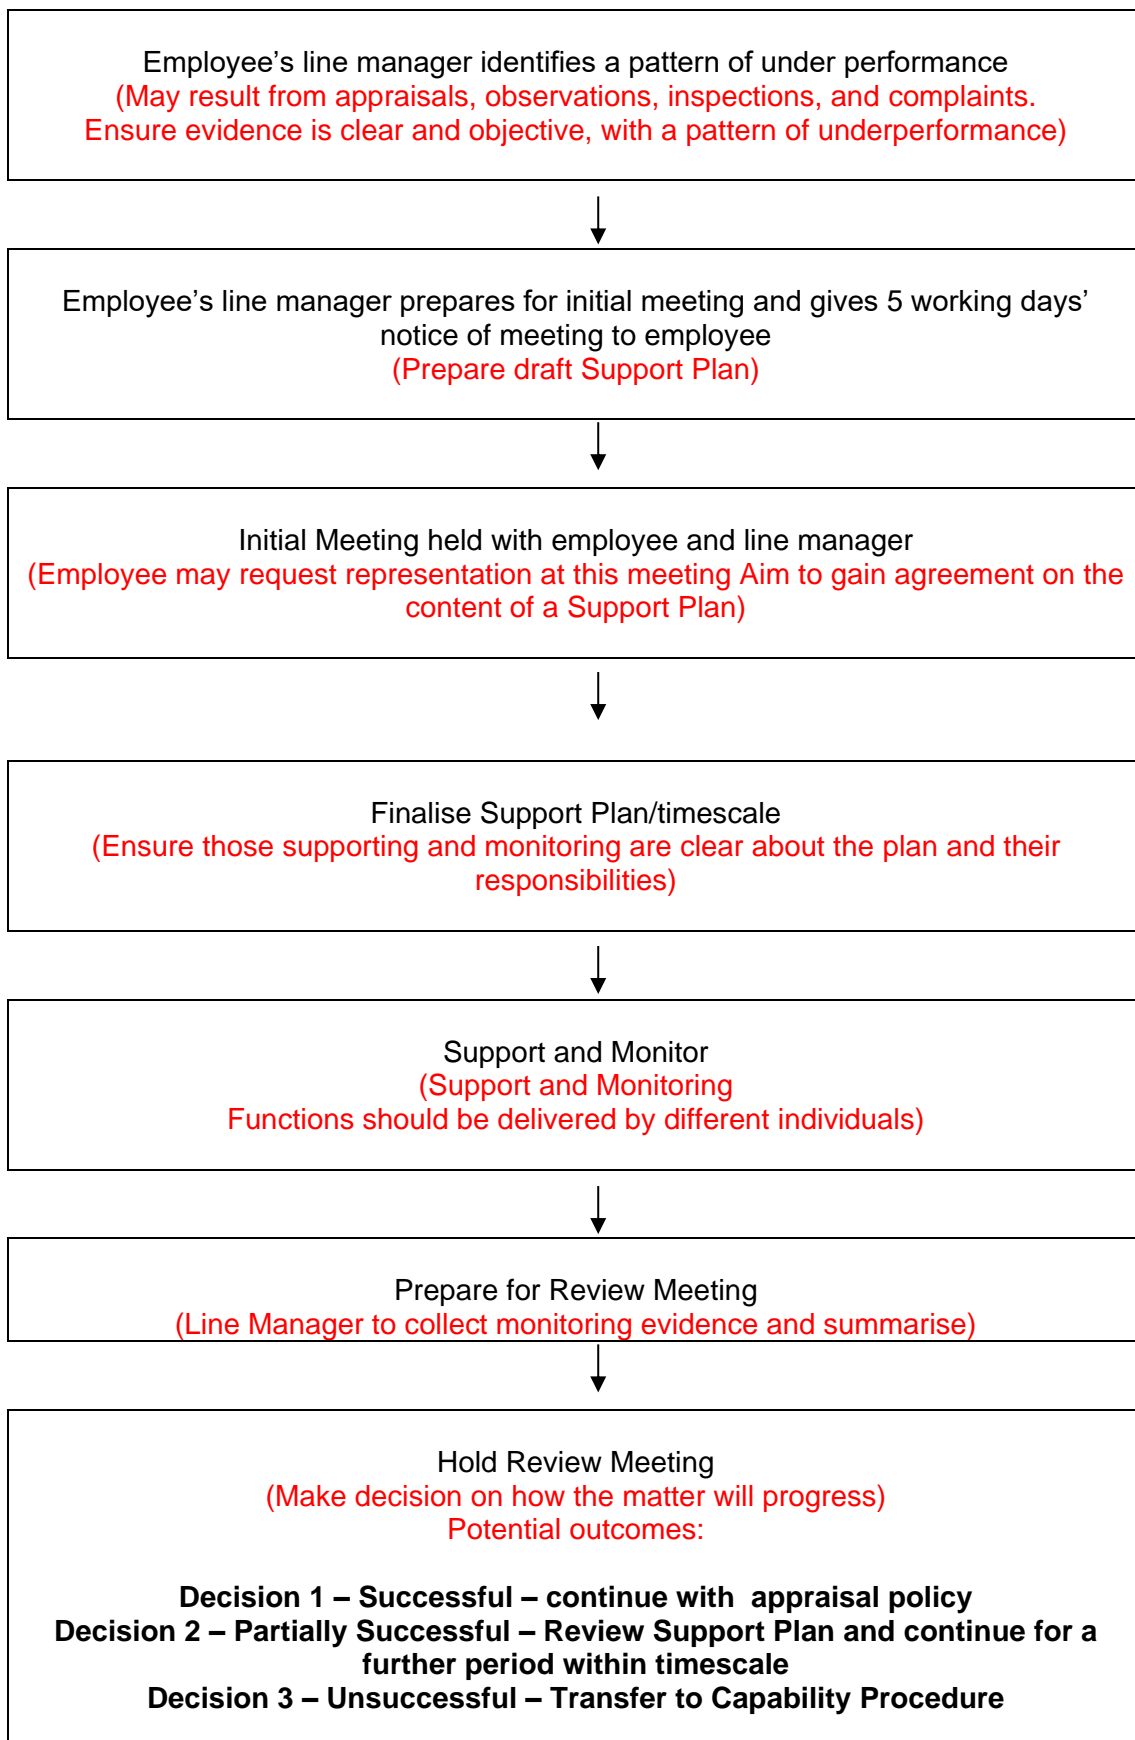 Employee’s line manager identifies a pattern of under performance
(May result from appraisals, observations, inspections, and complaints.
Ensure evidence is clear and objective, with a pattern of underperformance)
Employee’s line manager prepares for initial meeting and gives 5 working days’
notice of meeting to employee
(Prepare draft Support Plan)
Initial Meeting held with employee and line manager
(Employee may request representation at this meeting Aim to gain agreement on the
content of a Support Plan)
Finalise Support Plan/timescale
(Ensure those supporting and monitoring are clear about the plan and their
responsibilities)
Support and Monitor
(Support and Monitoring
Functions should be delivered by different individuals)
Prepare for Review Meeting
(Line Manager to collect monitoring evidence and summarise)
Hold Review Meeting
(Make decision on how the matter will progress)
Potential outcomes:
Decision 1 – Successful – continue with  appraisal policy
Decision 2 – Partially Successful – Review Support Plan and continue for a
further period within timescale
Decision 3 – Unsuccessful – Transfer to Capability Procedure